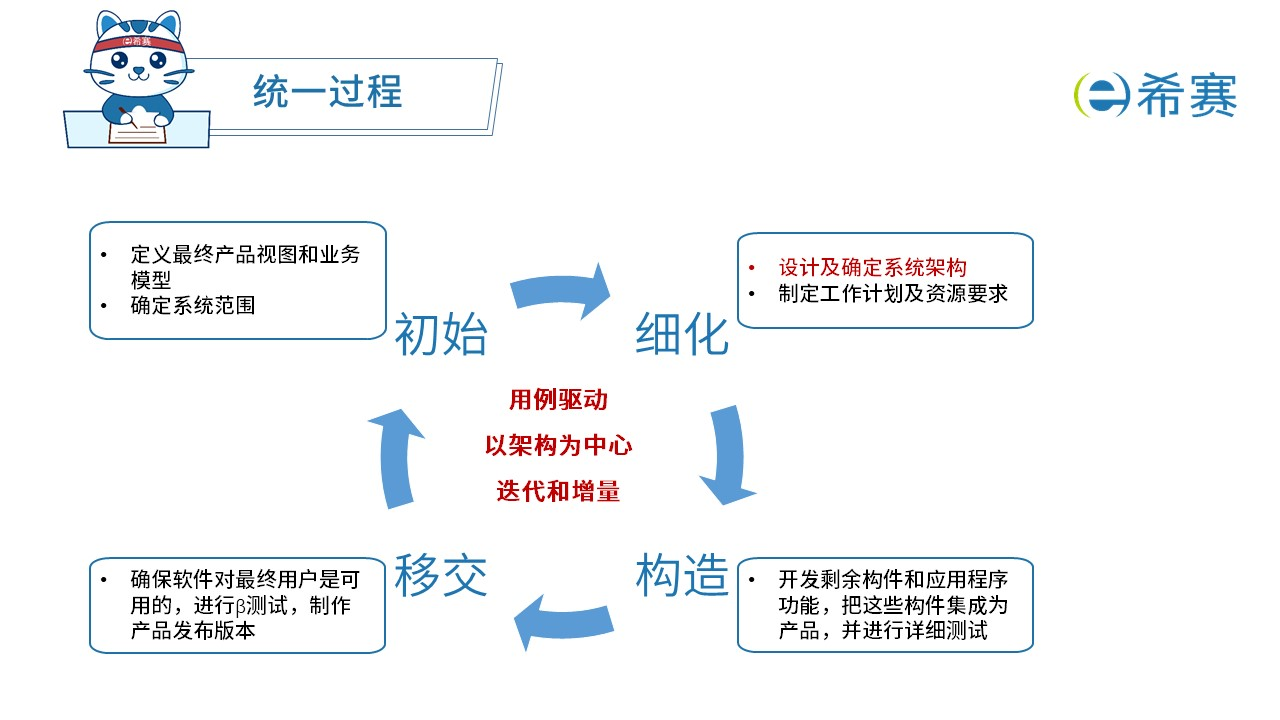 希赛
统一过程
希赛
• 定义最终产品视图和业务
模型
• 确定系统范围
• 设计及确定系统架构
• 制定工作计划及资源要求
初始
细化
用例驱动
以架构为中心
迭代和增量
移交
构造
• 确保软件对最终用户是可
用的，进行β测试，制作
产品发布版本
• 开发剩余构件和应用程序
功能，把这些构件集成为
产品，并进行详细测试